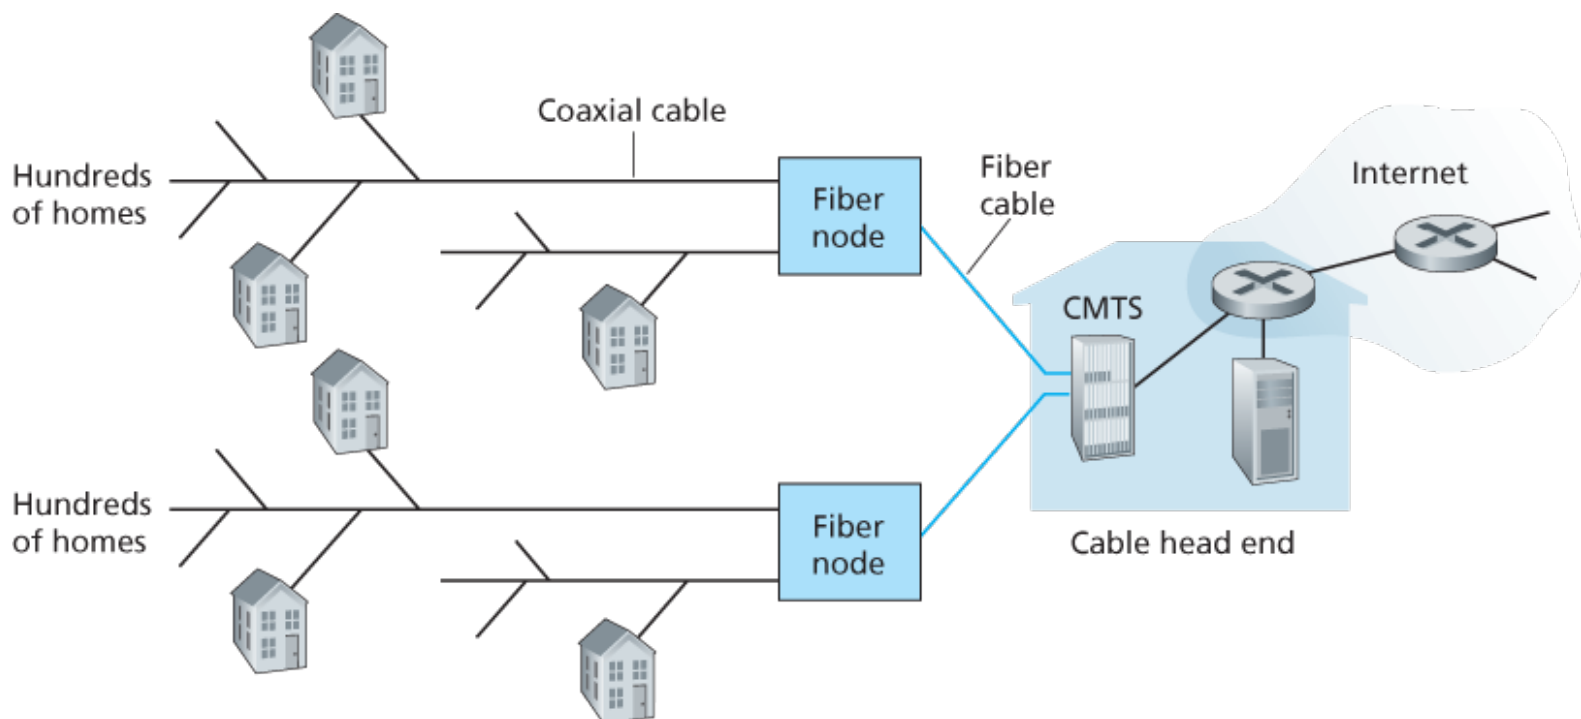 Coaxial cable
Hundreds
of homes
Fiber
node
Fiber
cable
Internet
CMTS
Hundreds
of homes
Fiber
node
Cable head end